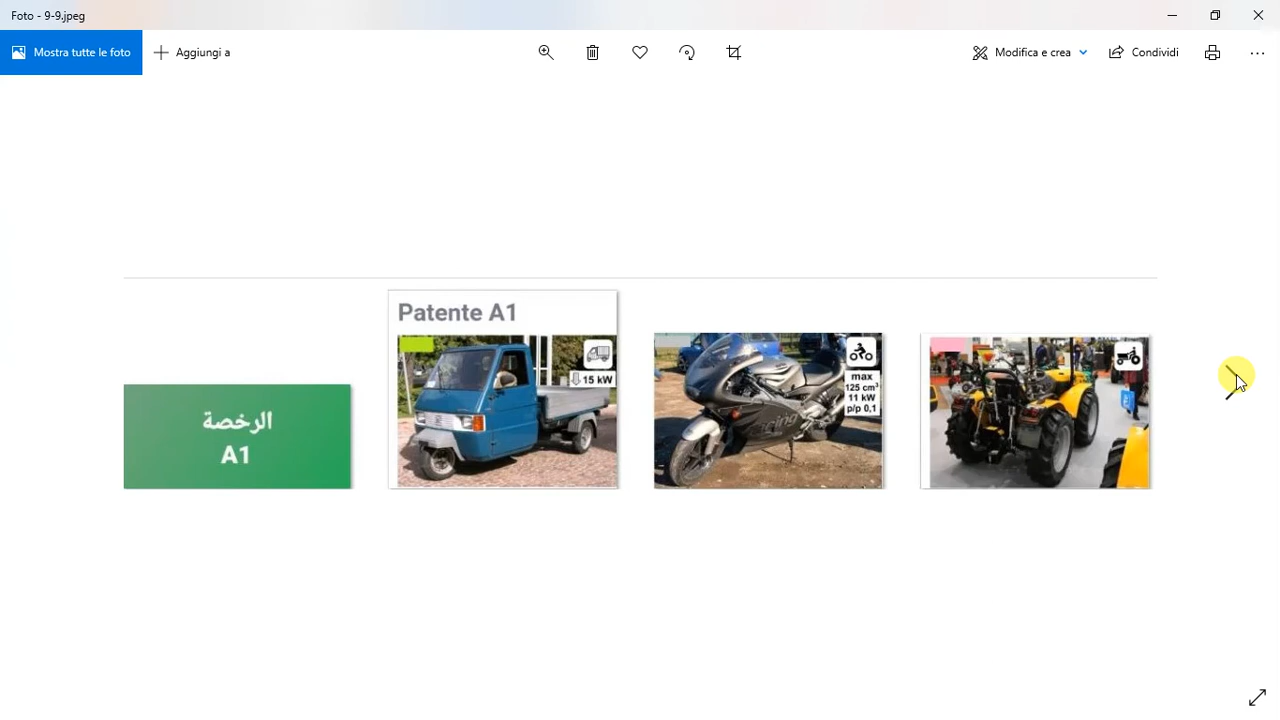 Foto - 9-9.jpeg
Mostra tutte le foto
Aggiungi a
Modifica e crea
Condividi
Patente A1
15 kW
max
125 cm³
11 kW
p/p 0,1
الرخصة
A1